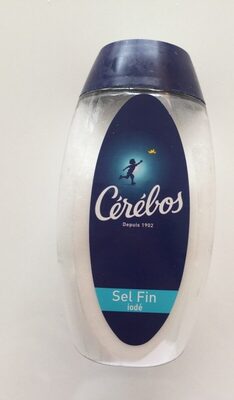 Cérébos
Depuis 1902
Sel Fin
iodé